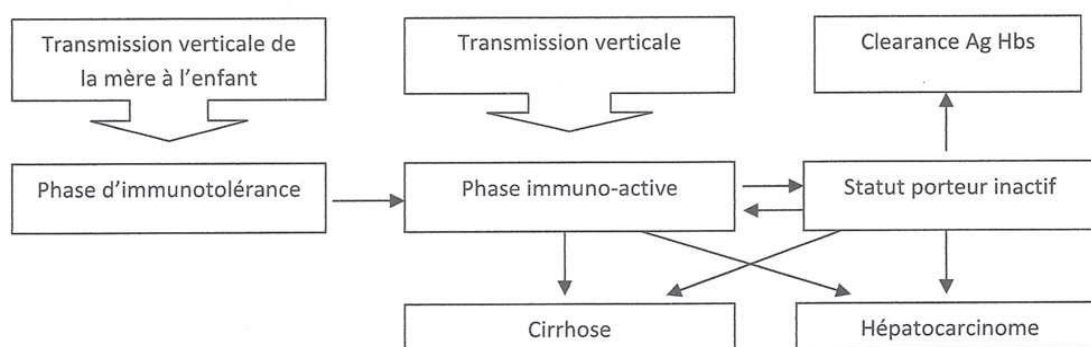 Transmission verticale de
la mère à l'enfant
Transmission verticale
Clearance Ag Hbs
Phase d'immunotolérance
Phase immuno-active
Statut porteur inactif
Cirrhose
Hépatocarcinome